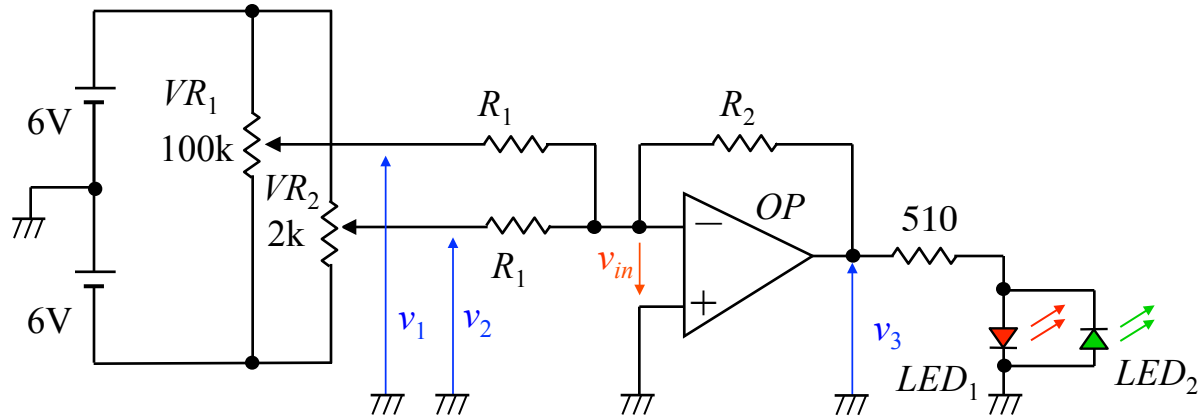 6V
6V
VR₁
100k
VR₂
2k
R₁
R₁
v₁
v₂
vᵢₙ
R₂
−
+
OP
v₃
510
LED₁
LED₂